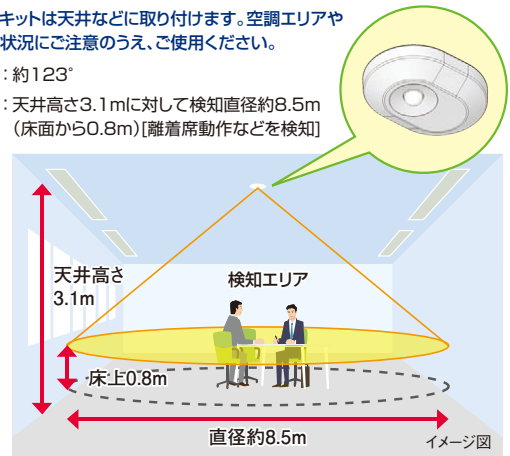 キットは天井などに取り付けます。空調エリアや
状況にご注意のうえ、ご使用ください。
：約123°
：天井高さ3.1mに対して検知直径約8.5m
（床面から0.8m）[離着席動作などを検知]
天井高さ
3.1m
検知エリア
床上0.8m
直径約8.5m
イメージ図